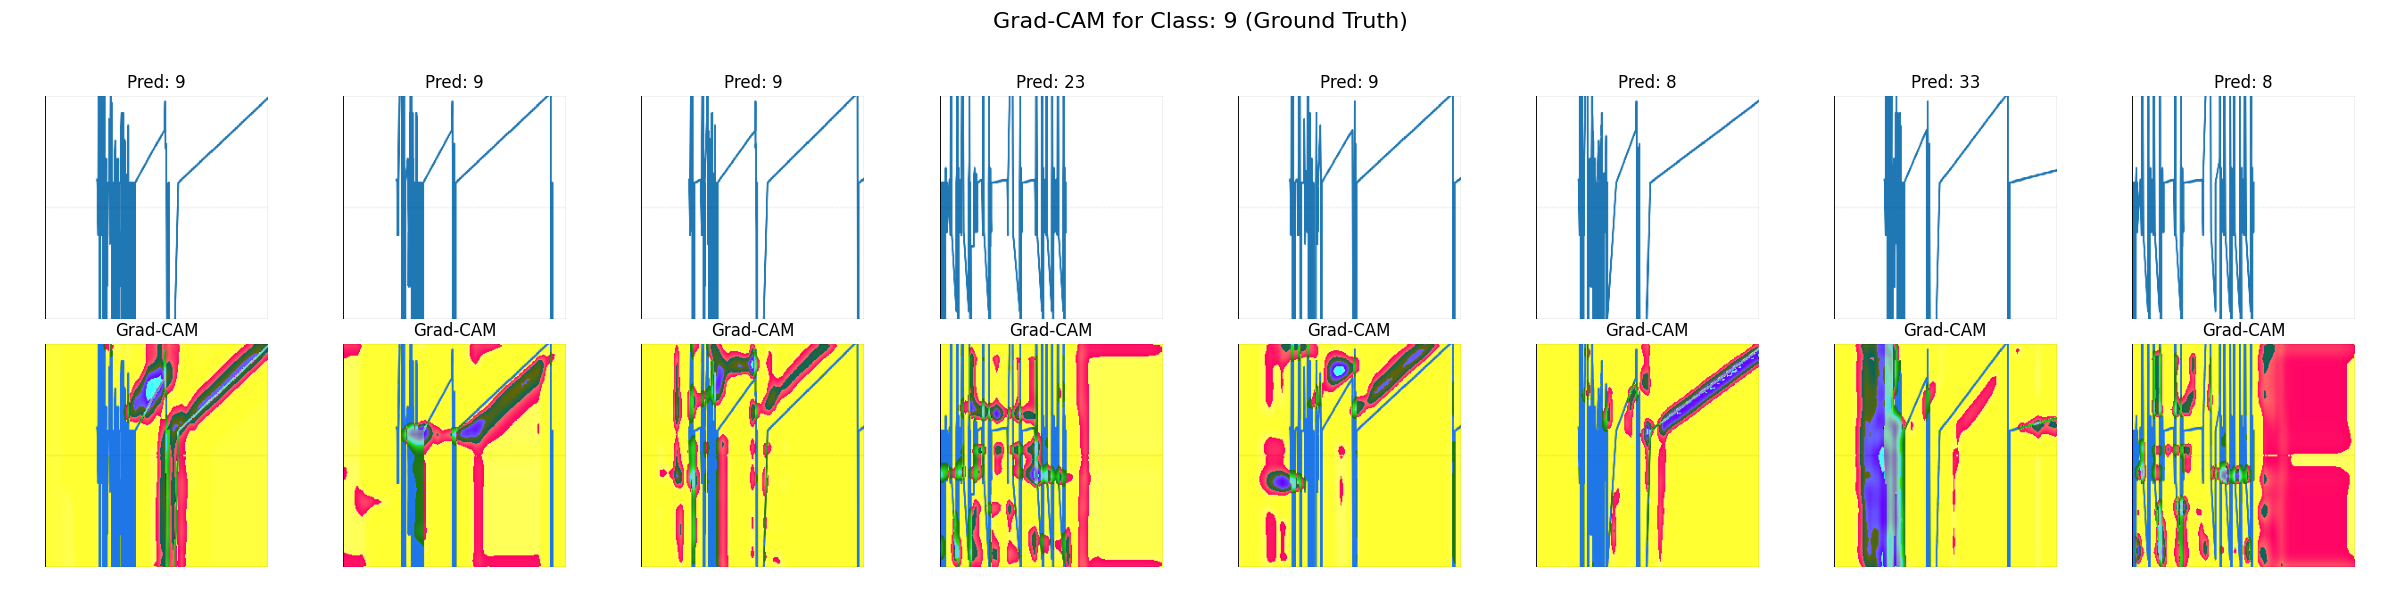 Grad-CAM for Class: 9 (Ground Truth)
Pred: 9 Pred: 9 Pred: 9 Pred: 23 Pred: 9 Pred: 8 Pred: 33 Pred: 8
Grad-CAM Grad-CAM Grad-CAM Grad-CAM Grad-CAM Grad-CAM Grad-CAM Grad-CAM